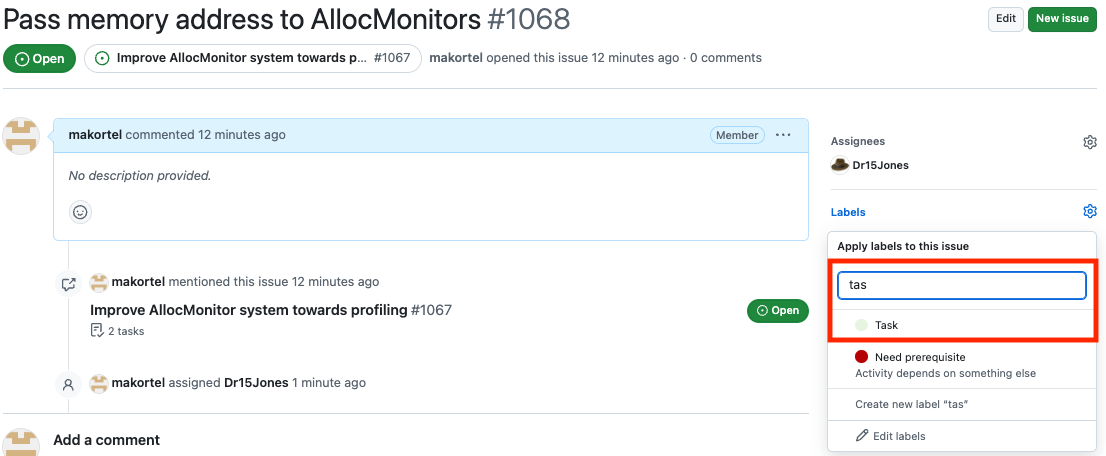 Pass memory address to AllocMonitors #1068
Edit
New issue
Open
Improve AllocMonitor system towards p... #1067
makortel opened this issue 12 minutes ago · 0 comments
makortel commented 12 minutes ago
Member
No description provided.
makortel mentioned this issue 12 minutes ago
Improve AllocMonitor system towards profiling #1067
Open
2 tasks
makortel assigned Dr15Jones 1 minute ago
Add a comment
Assignees
Dr15Jones
Labels
Apply labels to this issue
tas
Task
Need prerequisite
Activity depends on something else
Create new label “tas”
Edit labels